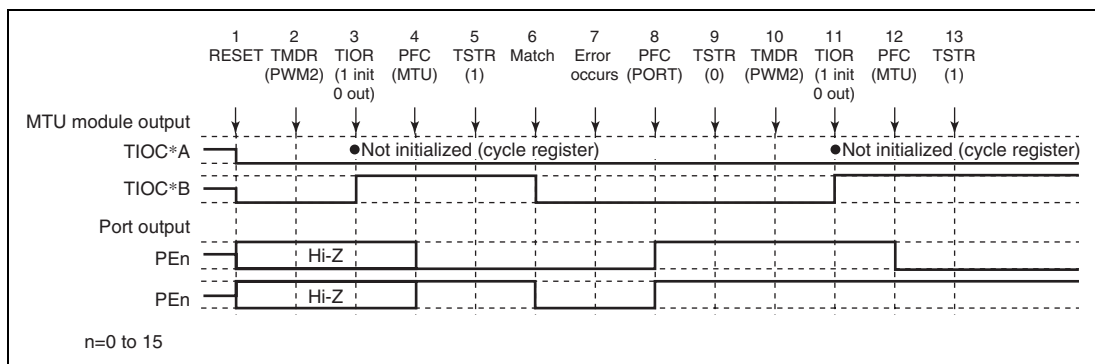 1 2 3 4 5 6 7 8 9 10 11 12 13
RESET TMDR TIOR PFC TSTR Match Error PFC TSTR TMDR TIOR PFC TSTR
(PWM2) (1 init (MTU) (1) occurs (PORT) (0) (PWM2) (1 init (MTU) (1)
0 out) 0 out)
MTU module output
TIOC*A ●Not initialized (cycle register) ●Not initialized (cycle register)
TIOC*B
Port output
PEn Hi-Z
PEn Hi-Z
n=0 to 15